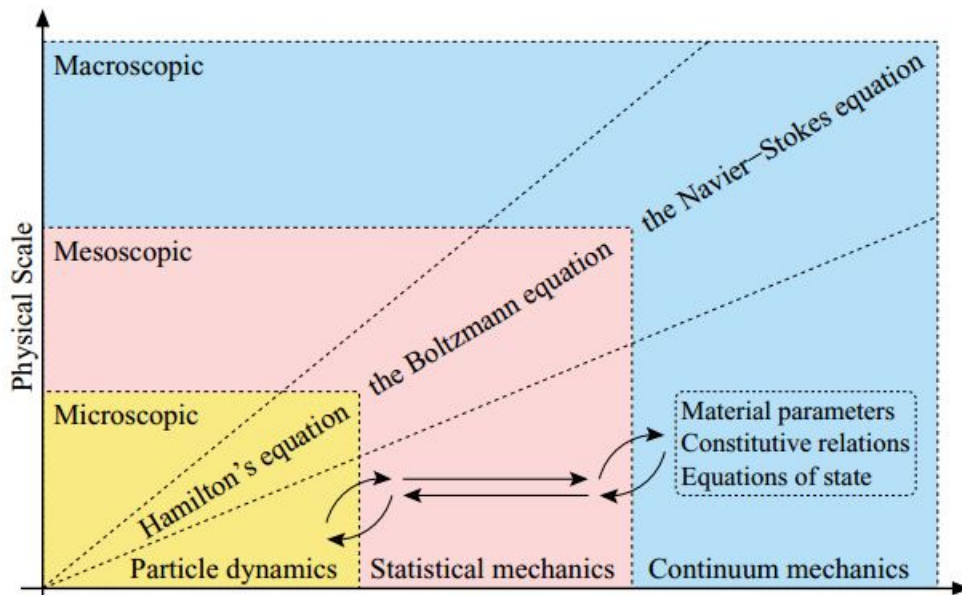 Macroscopic
the Navier–Stokes equation
Mesoscopic
the Boltzmann equation
Physical Scale
Microscopic
Hamilton's equation
Material parameters
Constitutive relations
Equations of state
Particle dynamics
Statistical mechanics
Continuum mechanics